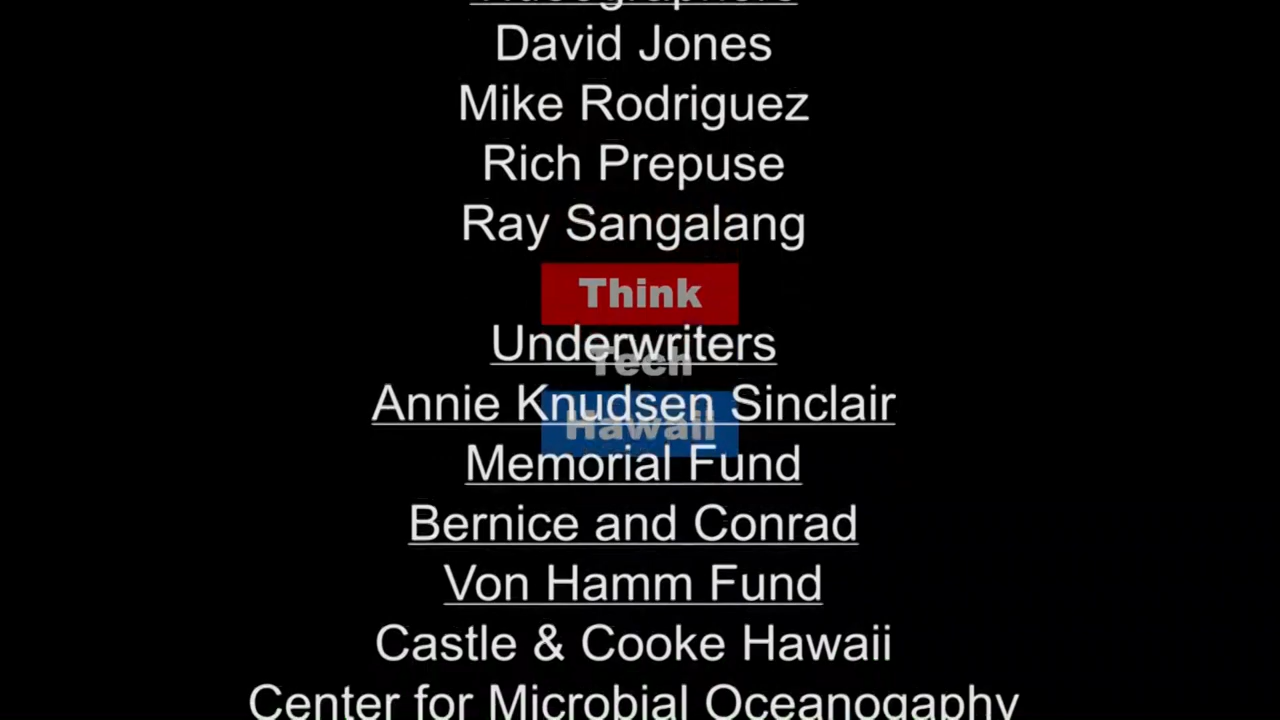 Videographers
David Jones
Mike Rodriguez
Rich Prepuse
Ray Sangalang
Think
Underwriters
Tech
Annie Knudsen Sinclair
Hawaii
Memorial Fund
Bernice and Conrad
Von Hamm Fund
Castle & Cooke Hawaii
Center for Microbial Oceanogaphy